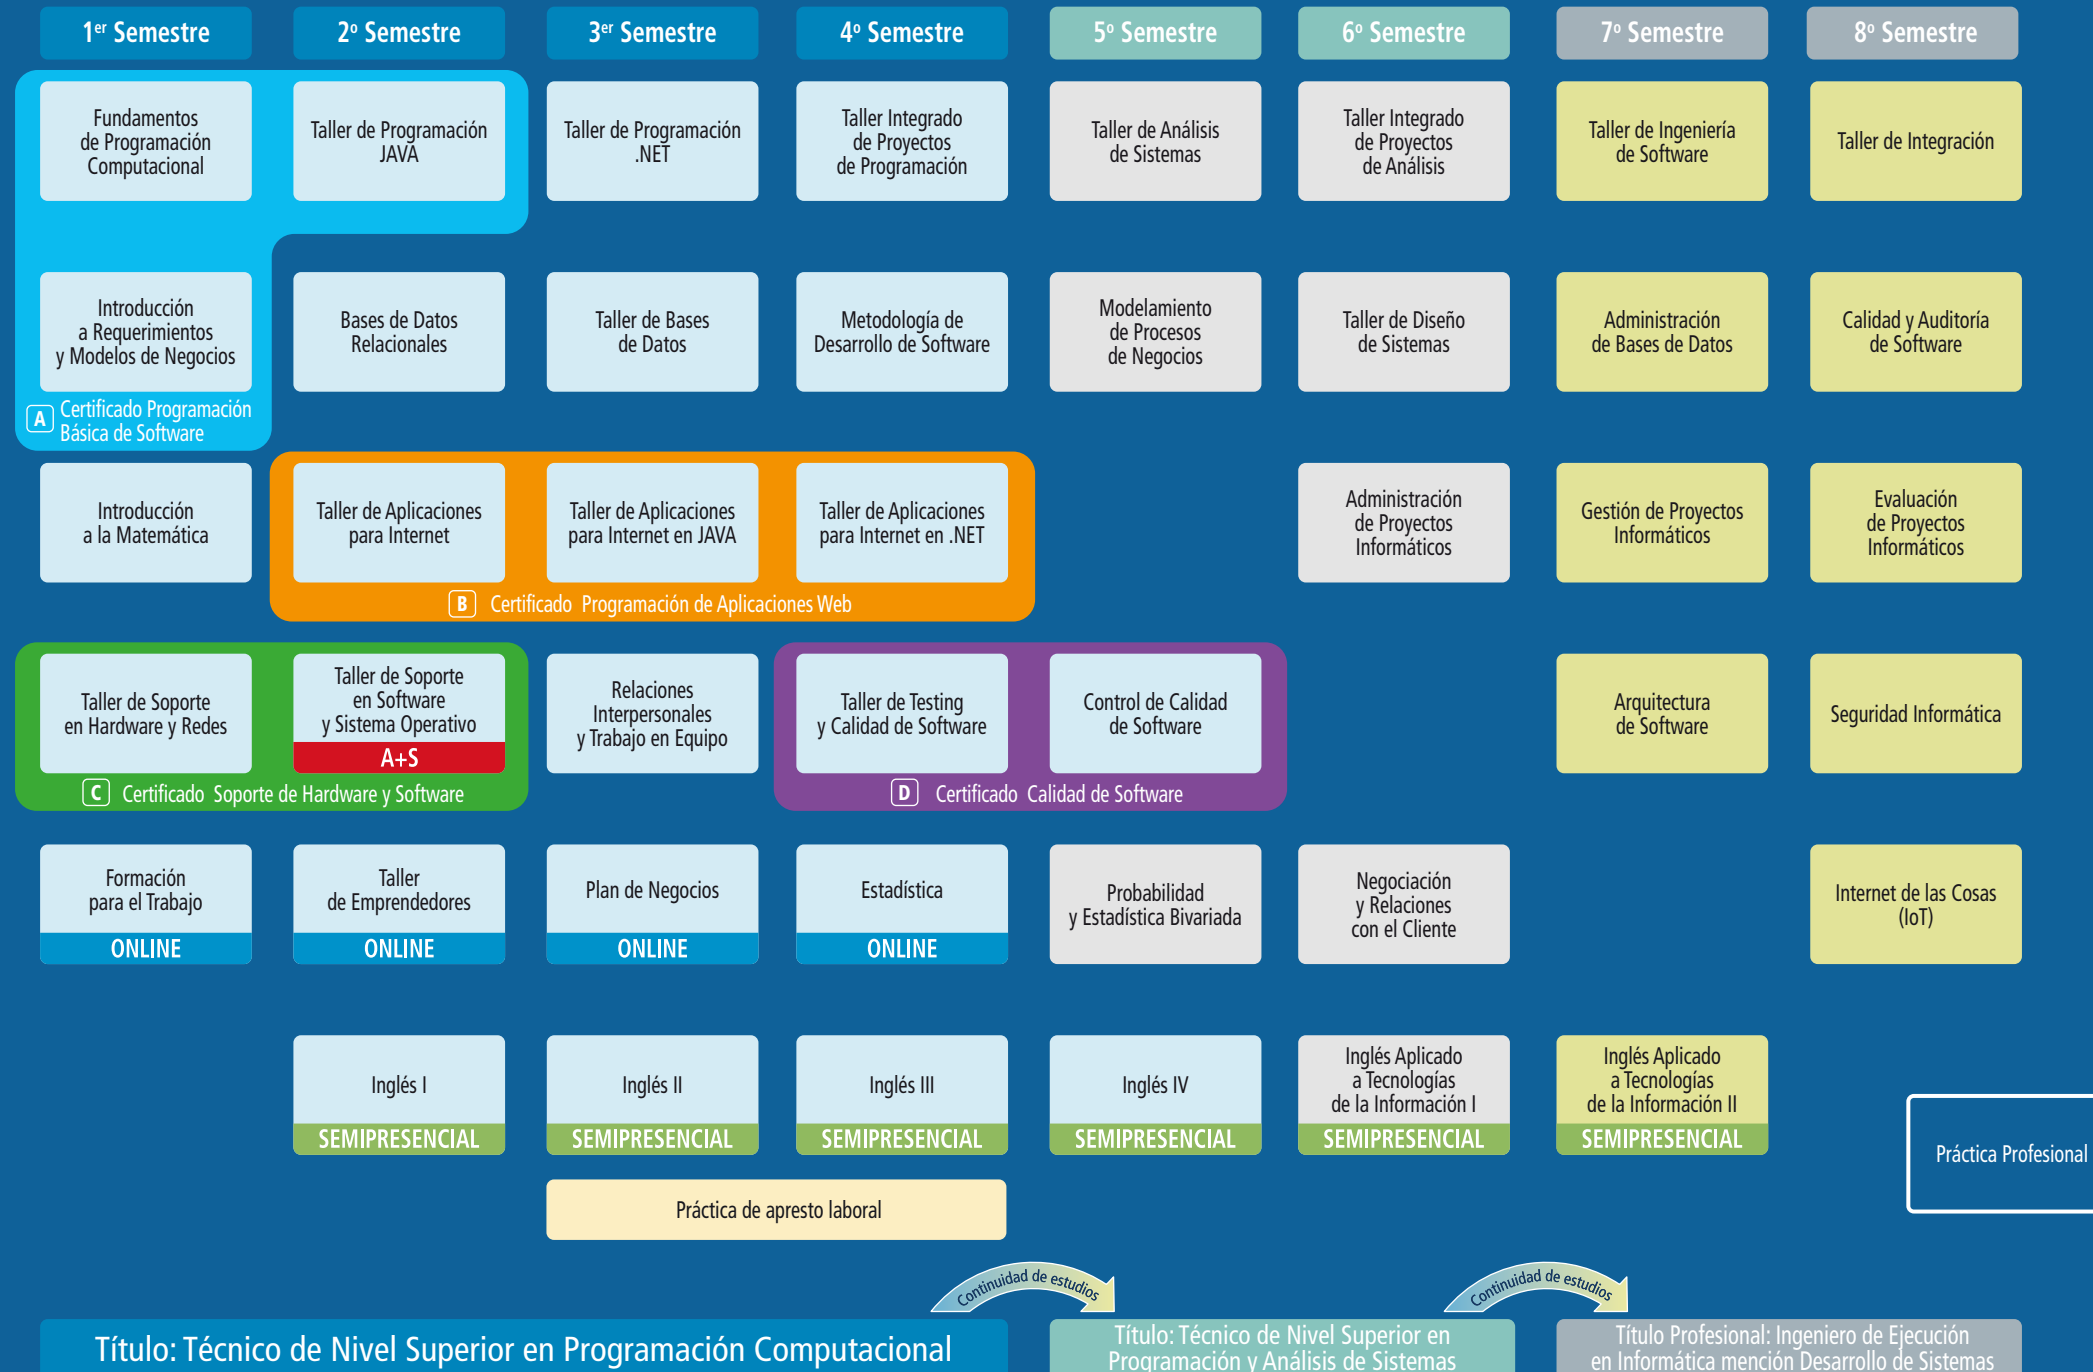 1er Semestre
2º Semestre
3er Semestre
4º Semestre
5º Semestre
6º Semestre
7º Semestre
8º Semestre
Fundamentos
de Programación
Computacional
Taller de Programación
JAVA
Taller de Programación
.NET
Taller Integrado
de Proyectos
de Programación
Taller de Análisis
de Sistemas
Taller Integrado
de Proyectos
de Análisis
Taller de Ingeniería
de Software
Taller de Integración
Introducción
a Requerimientos
y Modelos de Negocios
Bases de Datos
Relacionales
Taller de Bases
de Datos
Metodología de
Desarrollo de Software
Modelamiento
de Procesos
de Negocios
Taller de Diseño
de Sistemas
Administración
de Bases de Datos
Calidad y Auditoría
de Software
A Certificado Programación
Básica de Software
Introducción
a la Matemática
Taller de Aplicaciones
para Internet
Taller de Aplicaciones
para Internet en JAVA
Taller de Aplicaciones
para Internet en .NET
Administración
de Proyectos
Informáticos
Gestión de Proyectos
Informáticos
Evaluación
de Proyectos
Informáticos
B Certificado Programación de Aplicaciones Web
Taller de Soporte
en Hardware y Redes
Taller de Soporte
en Software
y Sistema Operativo
A+S
Relaciones
Interpersonales
y Trabajo en Equipo
Taller de Testing
y Calidad de Software
Control de Calidad
de Software
Arquitectura
de Software
Seguridad Informática
C Certificado Soporte de Hardware y Software
D Certificado Calidad de Software
Formación
para el Trabajo
ONLINE
Taller
de Emprendedores
ONLINE
Plan de Negocios
ONLINE
Estadística
ONLINE
Probabilidad
y Estadística Bivariada
Negociación
y Relaciones
con el Cliente
Internet de las Cosas
(IoT)
Inglés I
SEMIPRESENCIAL
Inglés II
SEMIPRESENCIAL
Inglés III
SEMIPRESENCIAL
Inglés IV
SEMIPRESENCIAL
Inglés Aplicado
a Tecnologías
de la Información I
SEMIPRESENCIAL
Inglés Aplicado
a Tecnologías
de la Información II
SEMIPRESENCIAL
Práctica Profesional
Práctica de apresto laboral
Continuidad de estudios
Continuidad de estudios
Título: Técnico de Nivel Superior en Programación Computacional
Título: Técnico de Nivel Superior en
Programación y Análisis de Sistemas
Título Profesional: Ingeniero de Ejecución
en Informática mención Desarrollo de Sistemas